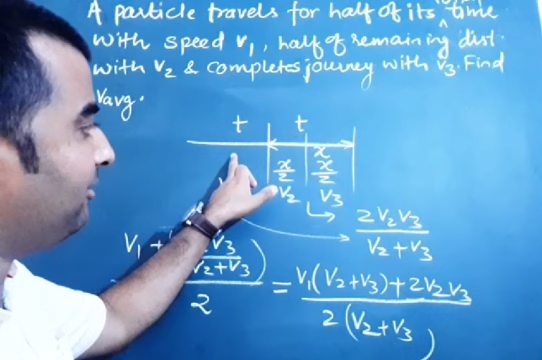 A particle travels for half of its time
with speed V1, half of remaining dist.
with V2 & completes journey with V3. Find
Vavg.
t t
x
x/2 x/2
V2 V3
2V2V3 / V2+V3
V1 + V3 / V2+V3 ) / 2 = V1(V2+V3)+2V2V3 / 2(V2+V3)